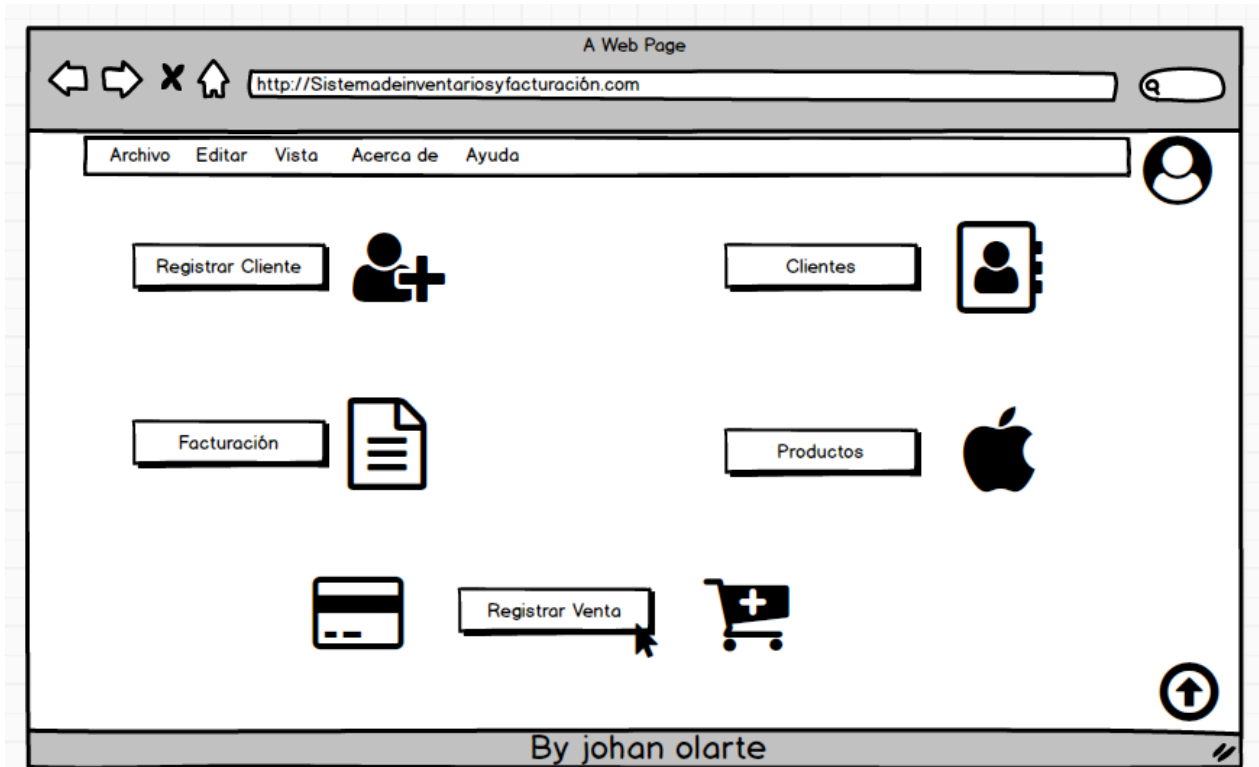 A Web Page
http://Sistemadeinventariosyfacturación.com
Archivo Editar Vista Acerca de Ayuda
Registrar Cliente
Clientes
Facturación
Productos
Registrar Venta
By johan olarte